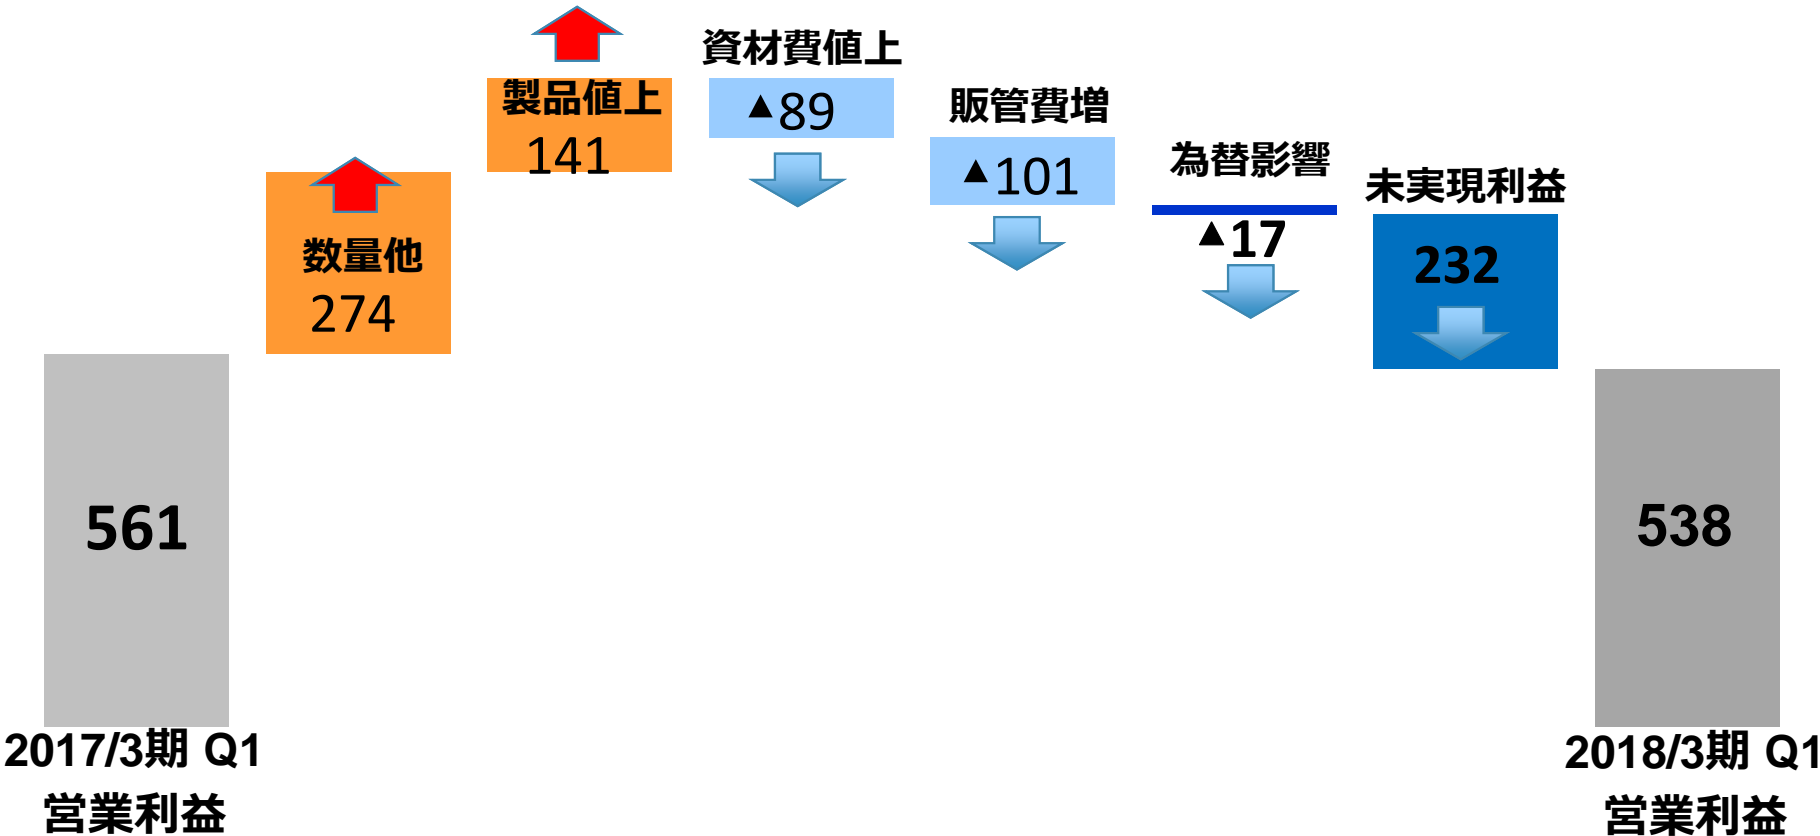 資材費値上
製品値上
▲89
販管費増
141
為替影響
▲101
未実現利益
▲17
数量他
232
274
561
538
2017/3期 Q1
営業利益
2018/3期 Q1
営業利益